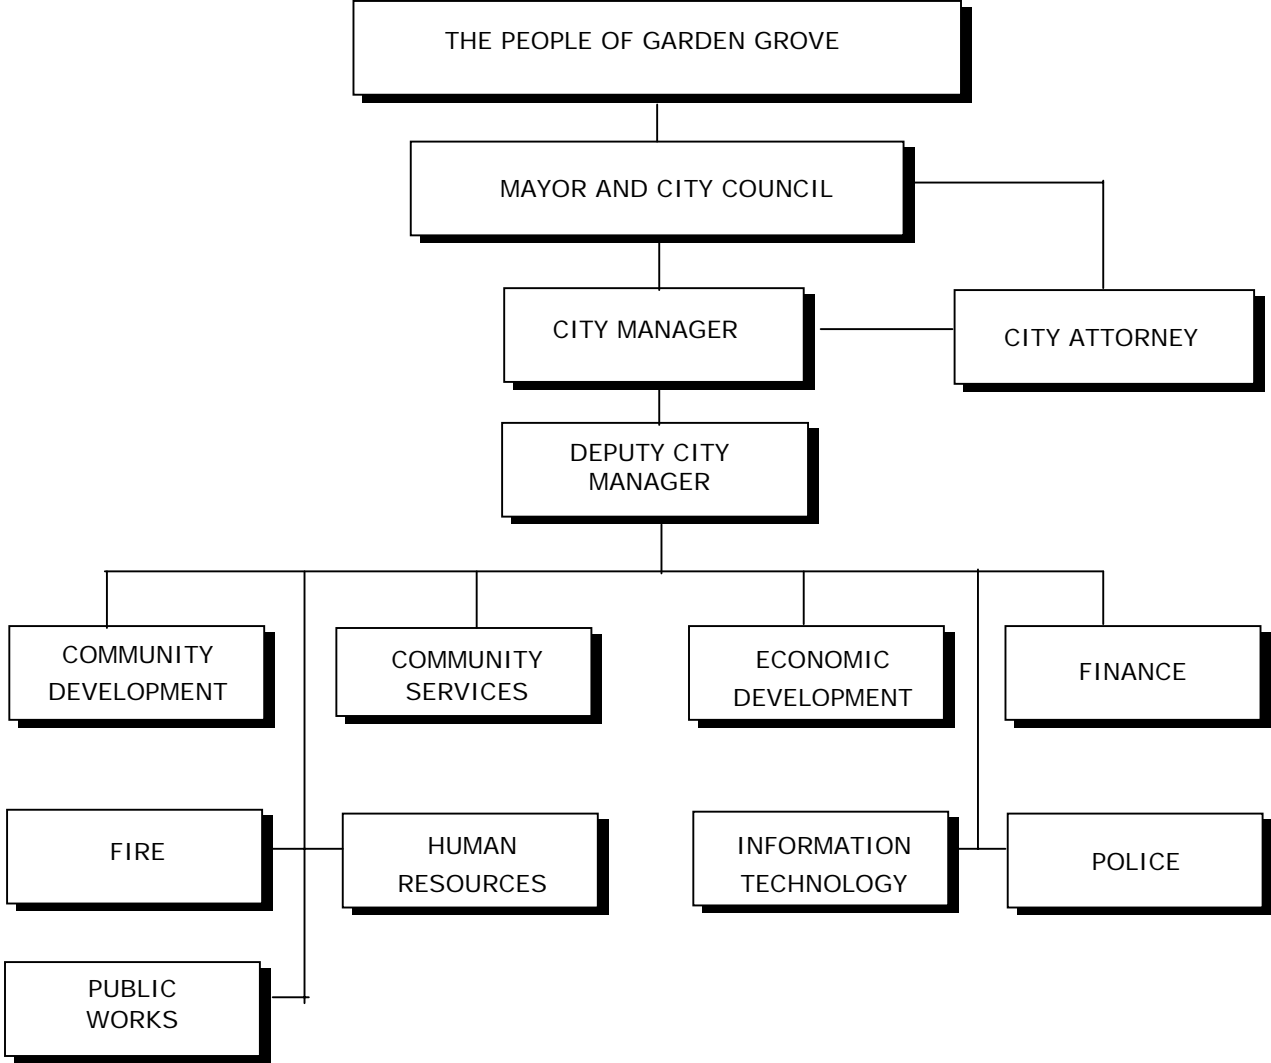 THE PEOPLE OF GARDEN GROVE
MAYOR AND CITY COUNCIL
CITY MANAGER
CITY ATTORNEY
DEPUTY CITY
MANAGER
COMMUNITY
DEVELOPMENT
COMMUNITY
SERVICES
ECONOMIC
DEVELOPMENT
FINANCE
FIRE
HUMAN
RESOURCES
INFORMATION
TECHNOLOGY
POLICE
PUBLIC
WORKS